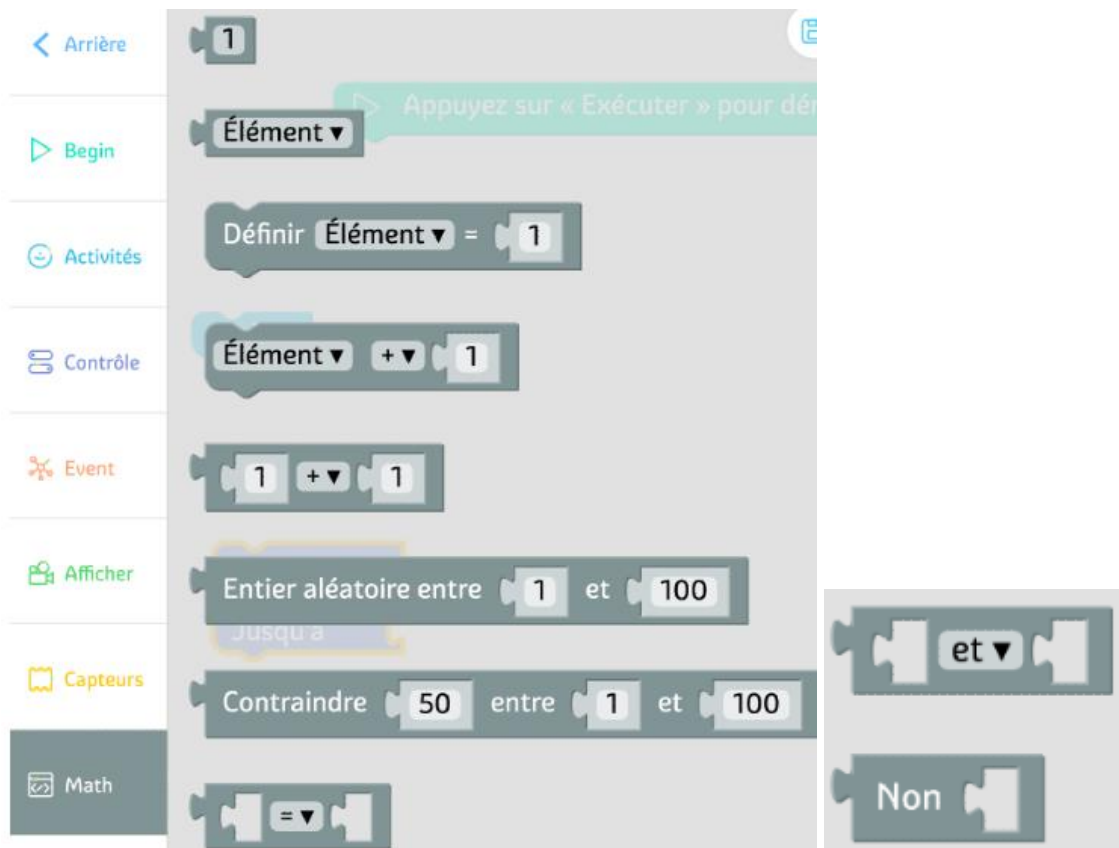 Arrière
Begin
Activités
Contrôle
Event
Afficher
Capteurs
Math
1
Appuyez sur « Exécuter » pour dé
Élément ▼
Définir Élément ▼ = 1
Élément ▼ + ▼ 1
1 + ▼ 1
Entier aléatoire entre 1 et 100
Jusqu'à
Contraindre 50 entre 1 et 100
= ▼
et ▼
Non